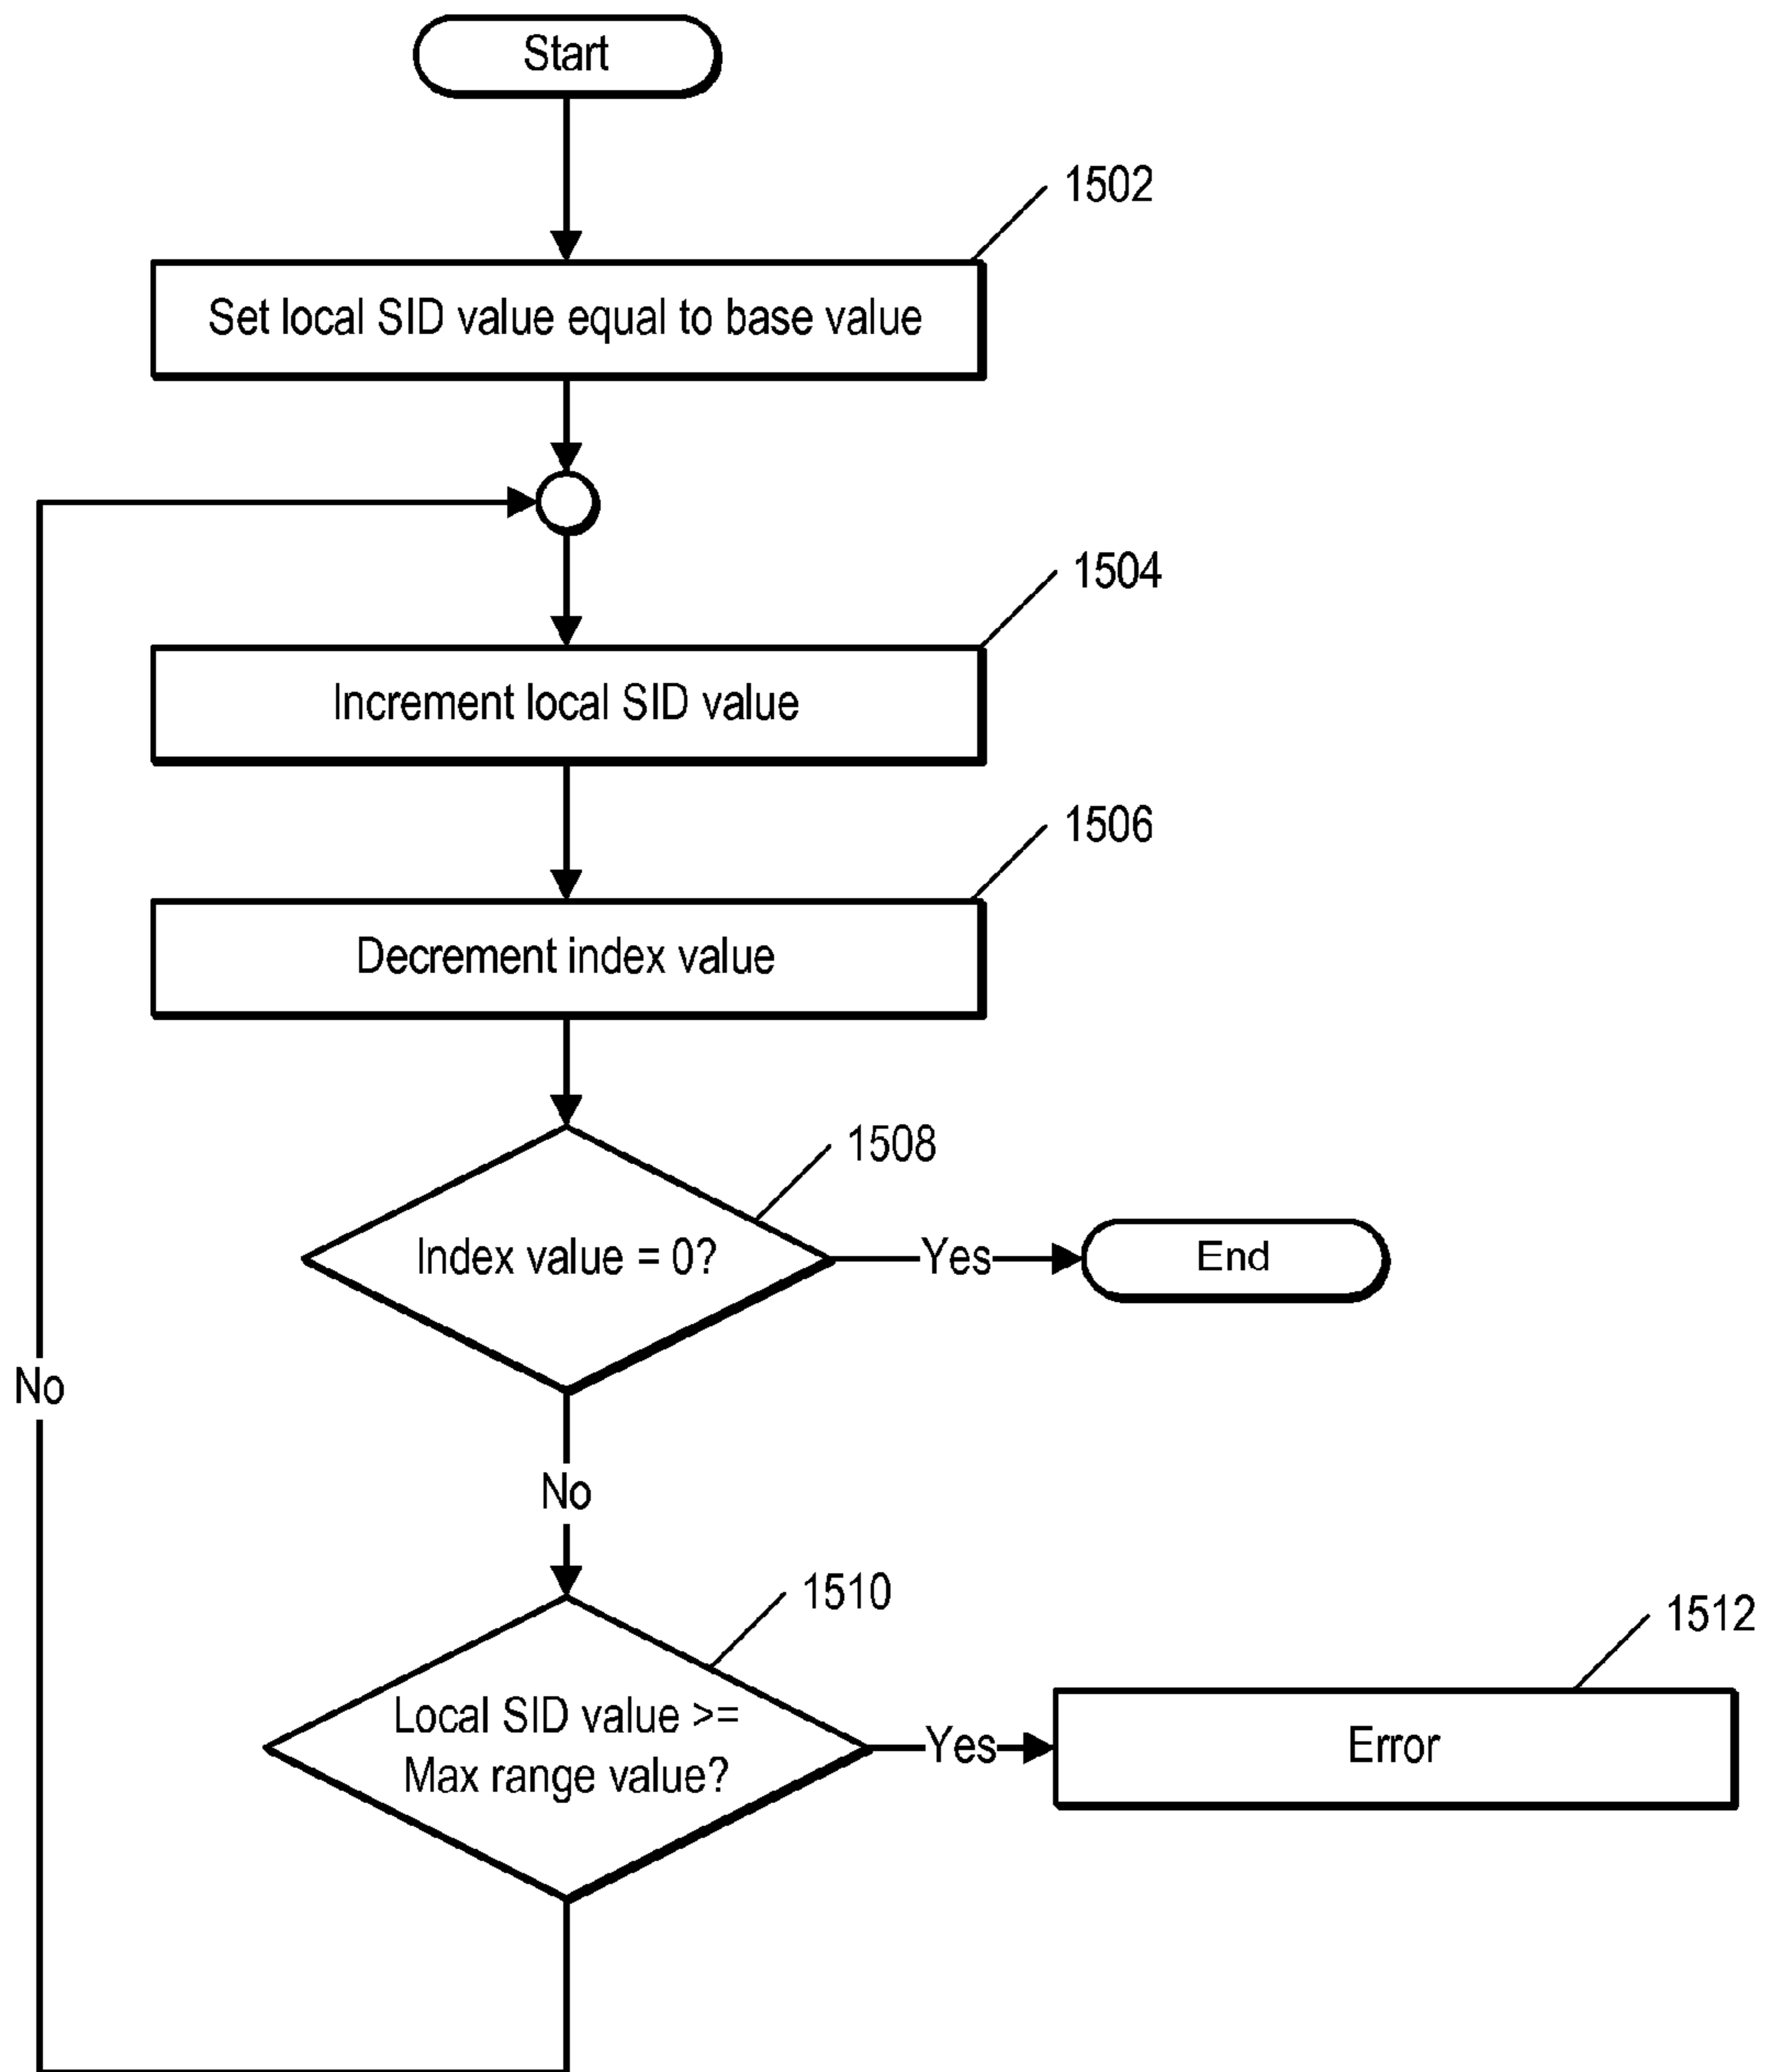 Start
1502
Set local SID value equal to base value
1504
Increment local SID value
1506
Decrement index value
1508
Index value = 0?
Yes
End
No
No
1510
Local SID value >=
Max range value?
Yes
1512
Error